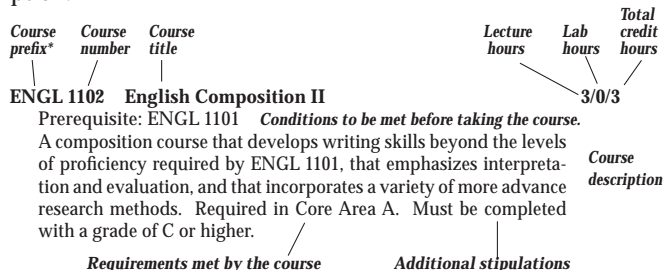 Course Course Course Lecture Lab Total
prefix* number title hours hours credit
hours
ENGL 1102 English Composition II 3/0/3
Prerequisite: ENGL 1101 Conditions to be met before taking the course.
A composition course that develops writing skills beyond the levels
of proficiency required by ENGL 1101, that emphasizes interpreta-
tion and evaluation, and that incorporates a variety of more advance
research methods. Required in Core Area A. Must be completed
with a grade of C or higher.
Course
description
Requirements met by the course Additional stipulations